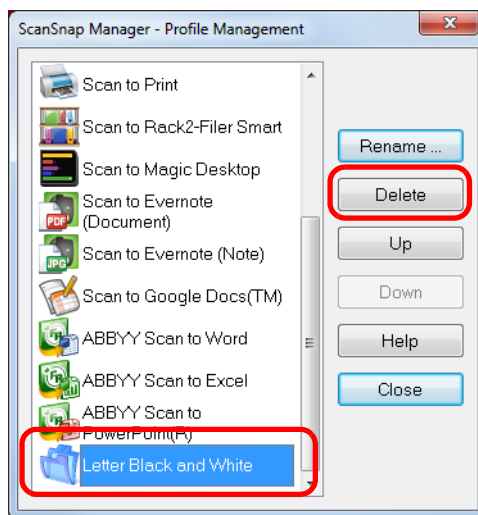 ScanSnap Manager - Profile Management
Scan to Print
Scan to Rack2-Filer Smart
Scan to Magic Desktop
Scan to Evernote
(Document)
Scan to Evernote (Note)
Scan to Google Docs(TM)
ABBYY Scan to Word
ABBYY Scan to Excel
ABBYY Scan to
PowerPoint(R)
Letter Black and White
PDF
JPG
Rename ...
Delete
Up
Down
Help
Close